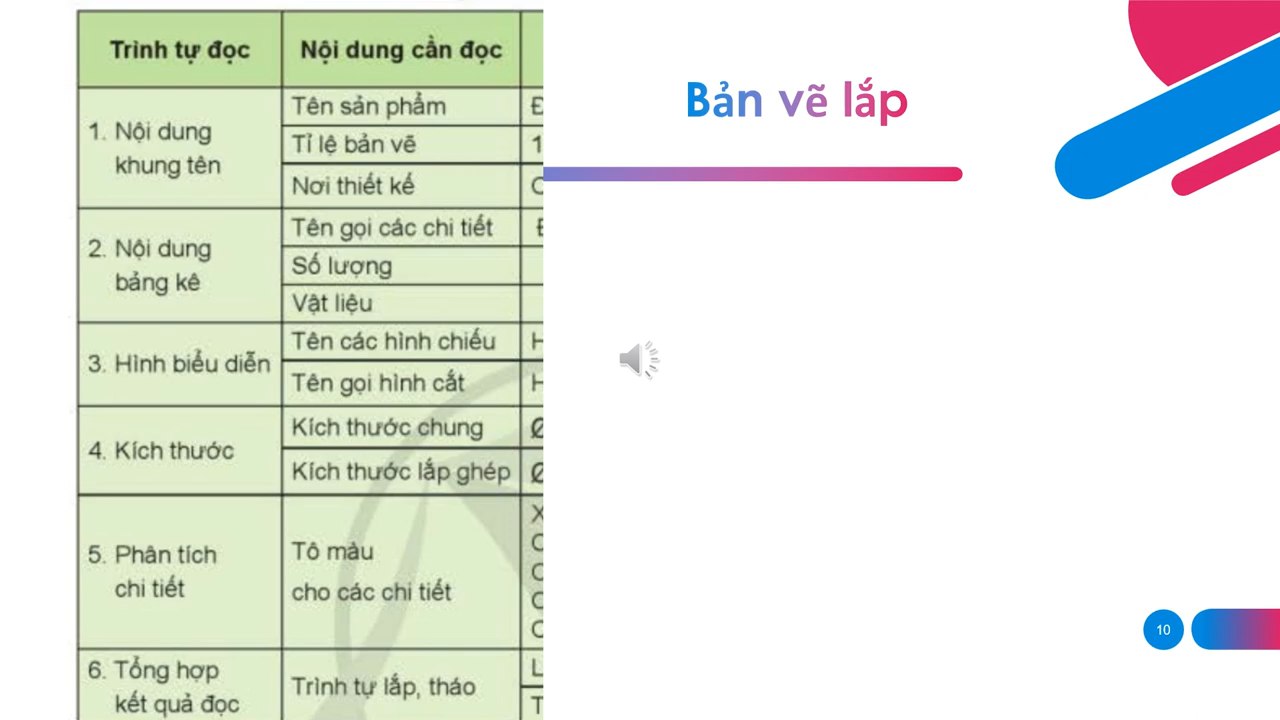 Bản vẽ lắp
Trình tự đọc
Nội dung cần đọc
1. Nội dung
khung tên
Tên sản phẩm
Tỉ lệ bản vẽ
1
Nơi thiết kế
2. Nội dung
bảng kê
Tên gọi các chi tiết
Số lượng
Vật liệu
3. Hình biểu diễn
Tên các hình chiếu
H
Tên gọi hình cắt
H
4. Kích thước
Kích thước chung
Ø
Kích thước lắp ghép
Ø
5. Phân tích
chi tiết
Tô màu
cho các chi tiết
X
6. Tổng hợp
kết quả đọc
Trình tự lắp, tháo
L
T
10